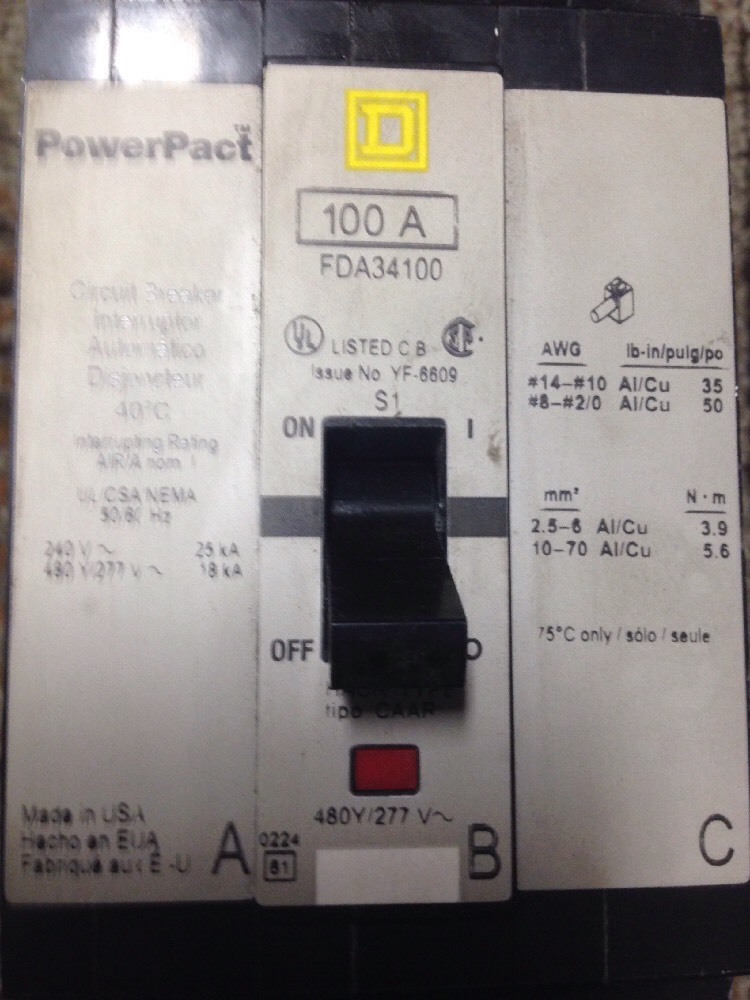 PowerPact™
Circuit Breaker
Interruptor
Automático
Disjoncteur
40°C
Interrupting Rating
AIR/A nom I
UL/CSA/NEMA
50/60 Hz
240 V ~ 25 kA
480 Y/277 V ~ 18 kA
Made in USA
Hecho en EUA
Fabriqué aux É-U
A
D
100 A
FDA34100
UL LISTED C B
Issue No YF-6609
S1
ON I
OFF O
tipo CAAR
480Y/277 V~
0224
81
B
AWG lb-in/pulg/po
#14–#10 Al/Cu 35
#8–#2/0 Al/Cu 50
mm² N·m
2.5–6 Al/Cu 3.9
10–70 Al/Cu 5.6
75°C only / sólo / seule
C